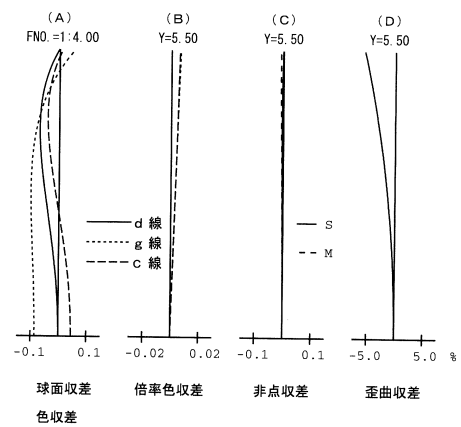 (A)
(B)
(C)
(D)
FNO.=1:4.00
Y=5.50
Y=5.50
Y=5.50
d 線
g 線
c 線
S
M
-0.1
0.1
-0.02
0.02
-0.1
0.1
-5.0
5.0
%
球面収差
倍率色収差
非点収差
歪曲収差
色収差